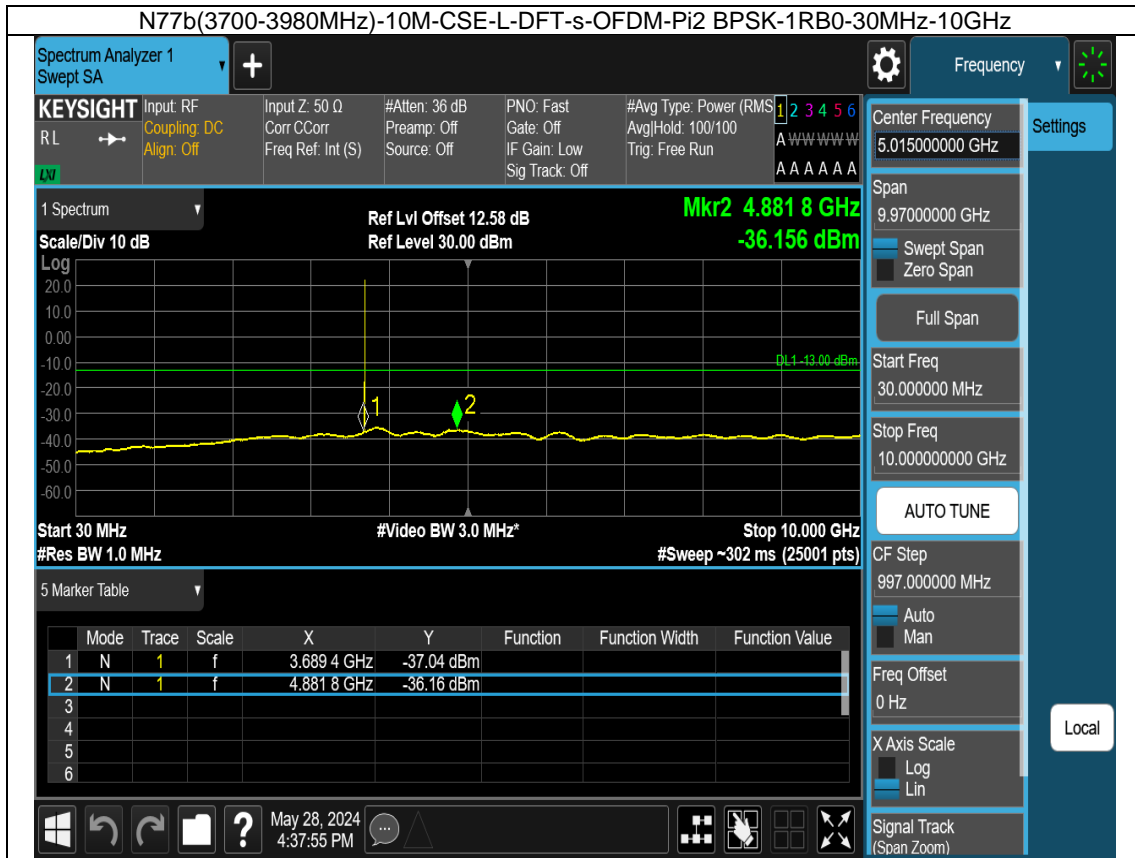 N77b(3700-3980MHz)-10M-CSE-L-DFT-s-OFDM-Pi2 BPSK-1RB0-30MHz-10GHz
Spectrum Analyzer 1
Swept SA
+
Frequency
KEYSIGHT
R L
LXI
Input: RF
Coupling: DC
Align: Off
Input Z: 50 Ω
Corr CCorr
Freq Ref: Int (S)
#Atten: 36 dB
Preamp: Off
Source: Off
PNO: Fast
Gate: Off
IF Gain: Low
Sig Track: Off
#Avg Type: Power (RMS
Avg|Hold: 100/100
Trig: Free Run
1 2 3 4 5 6
A W W W W W
A A A A A A
1 Spectrum
Scale/Div 10 dB
Ref Lvl Offset 12.58 dB
Ref Level 30.00 dBm
Mkr2 4.881 8 GHz
-36.156 dBm
Log
20.0
10.0
0.00
-10.0
-20.0
-30.0
-40.0
-50.0
-60.0
DL1 -13.00 dBm
1
2
Start 30 MHz
#Res BW 1.0 MHz
#Video BW 3.0 MHz*
Stop 10.000 GHz
#Sweep ~302 ms (25001 pts)
5 Marker Table
Mode Trace Scale X Y Function Function Width Function Value
1 N 1 f 3.689 4 GHz -37.04 dBm
2 N 1 f 4.881 8 GHz -36.16 dBm
3
4
5
6
?
May 28, 2024
4:37:55 PM
Center Frequency
5.015000000 GHz
Settings
Span
9.97000000 GHz
Swept Span
Zero Span
Full Span
Start Freq
30.000000 MHz
Stop Freq
10.000000000 GHz
AUTO TUNE
CF Step
997.000000 MHz
Auto
Man
Freq Offset
0 Hz
X Axis Scale
Log
Lin
Local
Signal Track
(Span Zoom)